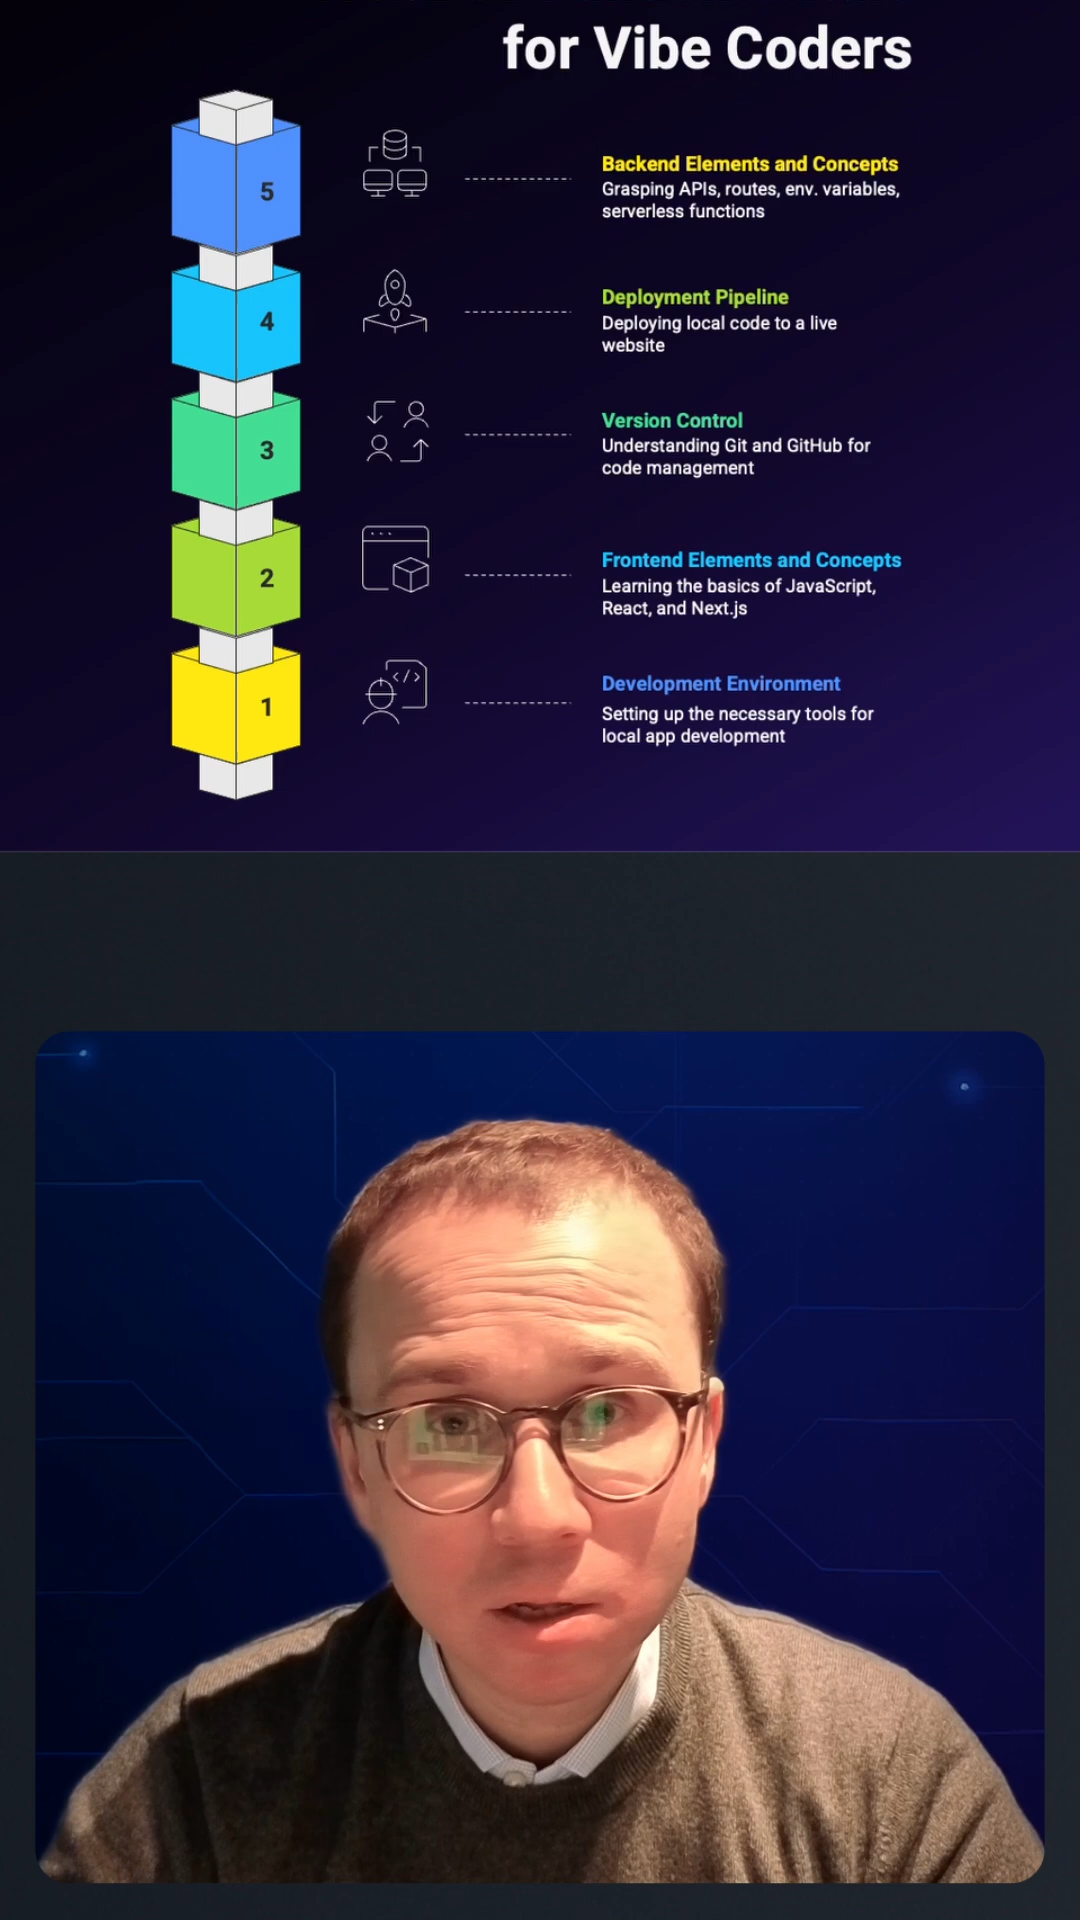 for Vibe Coders
5
Backend Elements and Concepts
Grasping APIs, routes, env. variables,
serverless functions
4
Deployment Pipeline
Deploying local code to a live
website
3
Version Control
Understanding Git and GitHub for
code management
2
Frontend Elements and Concepts
Learning the basics of JavaScript,
React, and Next.js
1
Development Environment
Setting up the necessary tools for
local app development